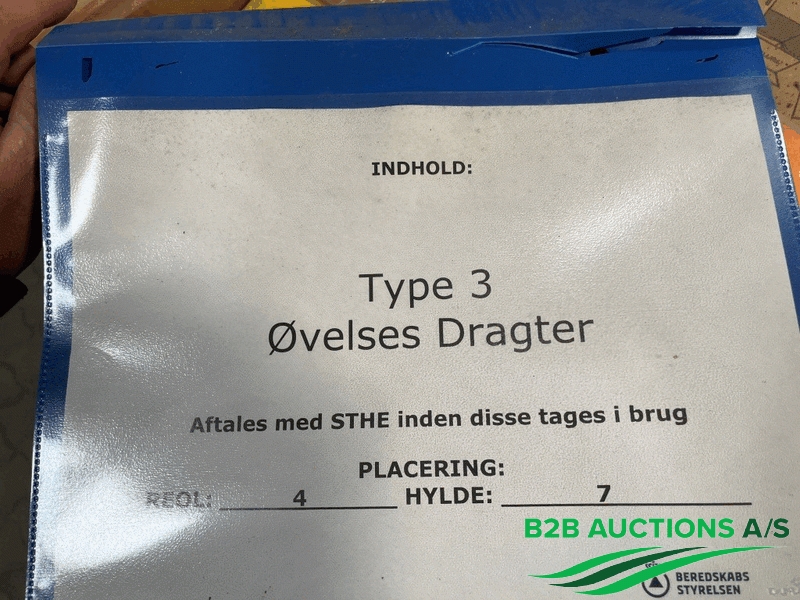 INDHOLD:
Type 3
Øvelses Dragter
Aftales med STHE inden disse tages i brug
PLACERING:
REOL: 4 HYLDE: 7
B2B AUCTIONS A/S
BEREDSKABS
STYRELSEN